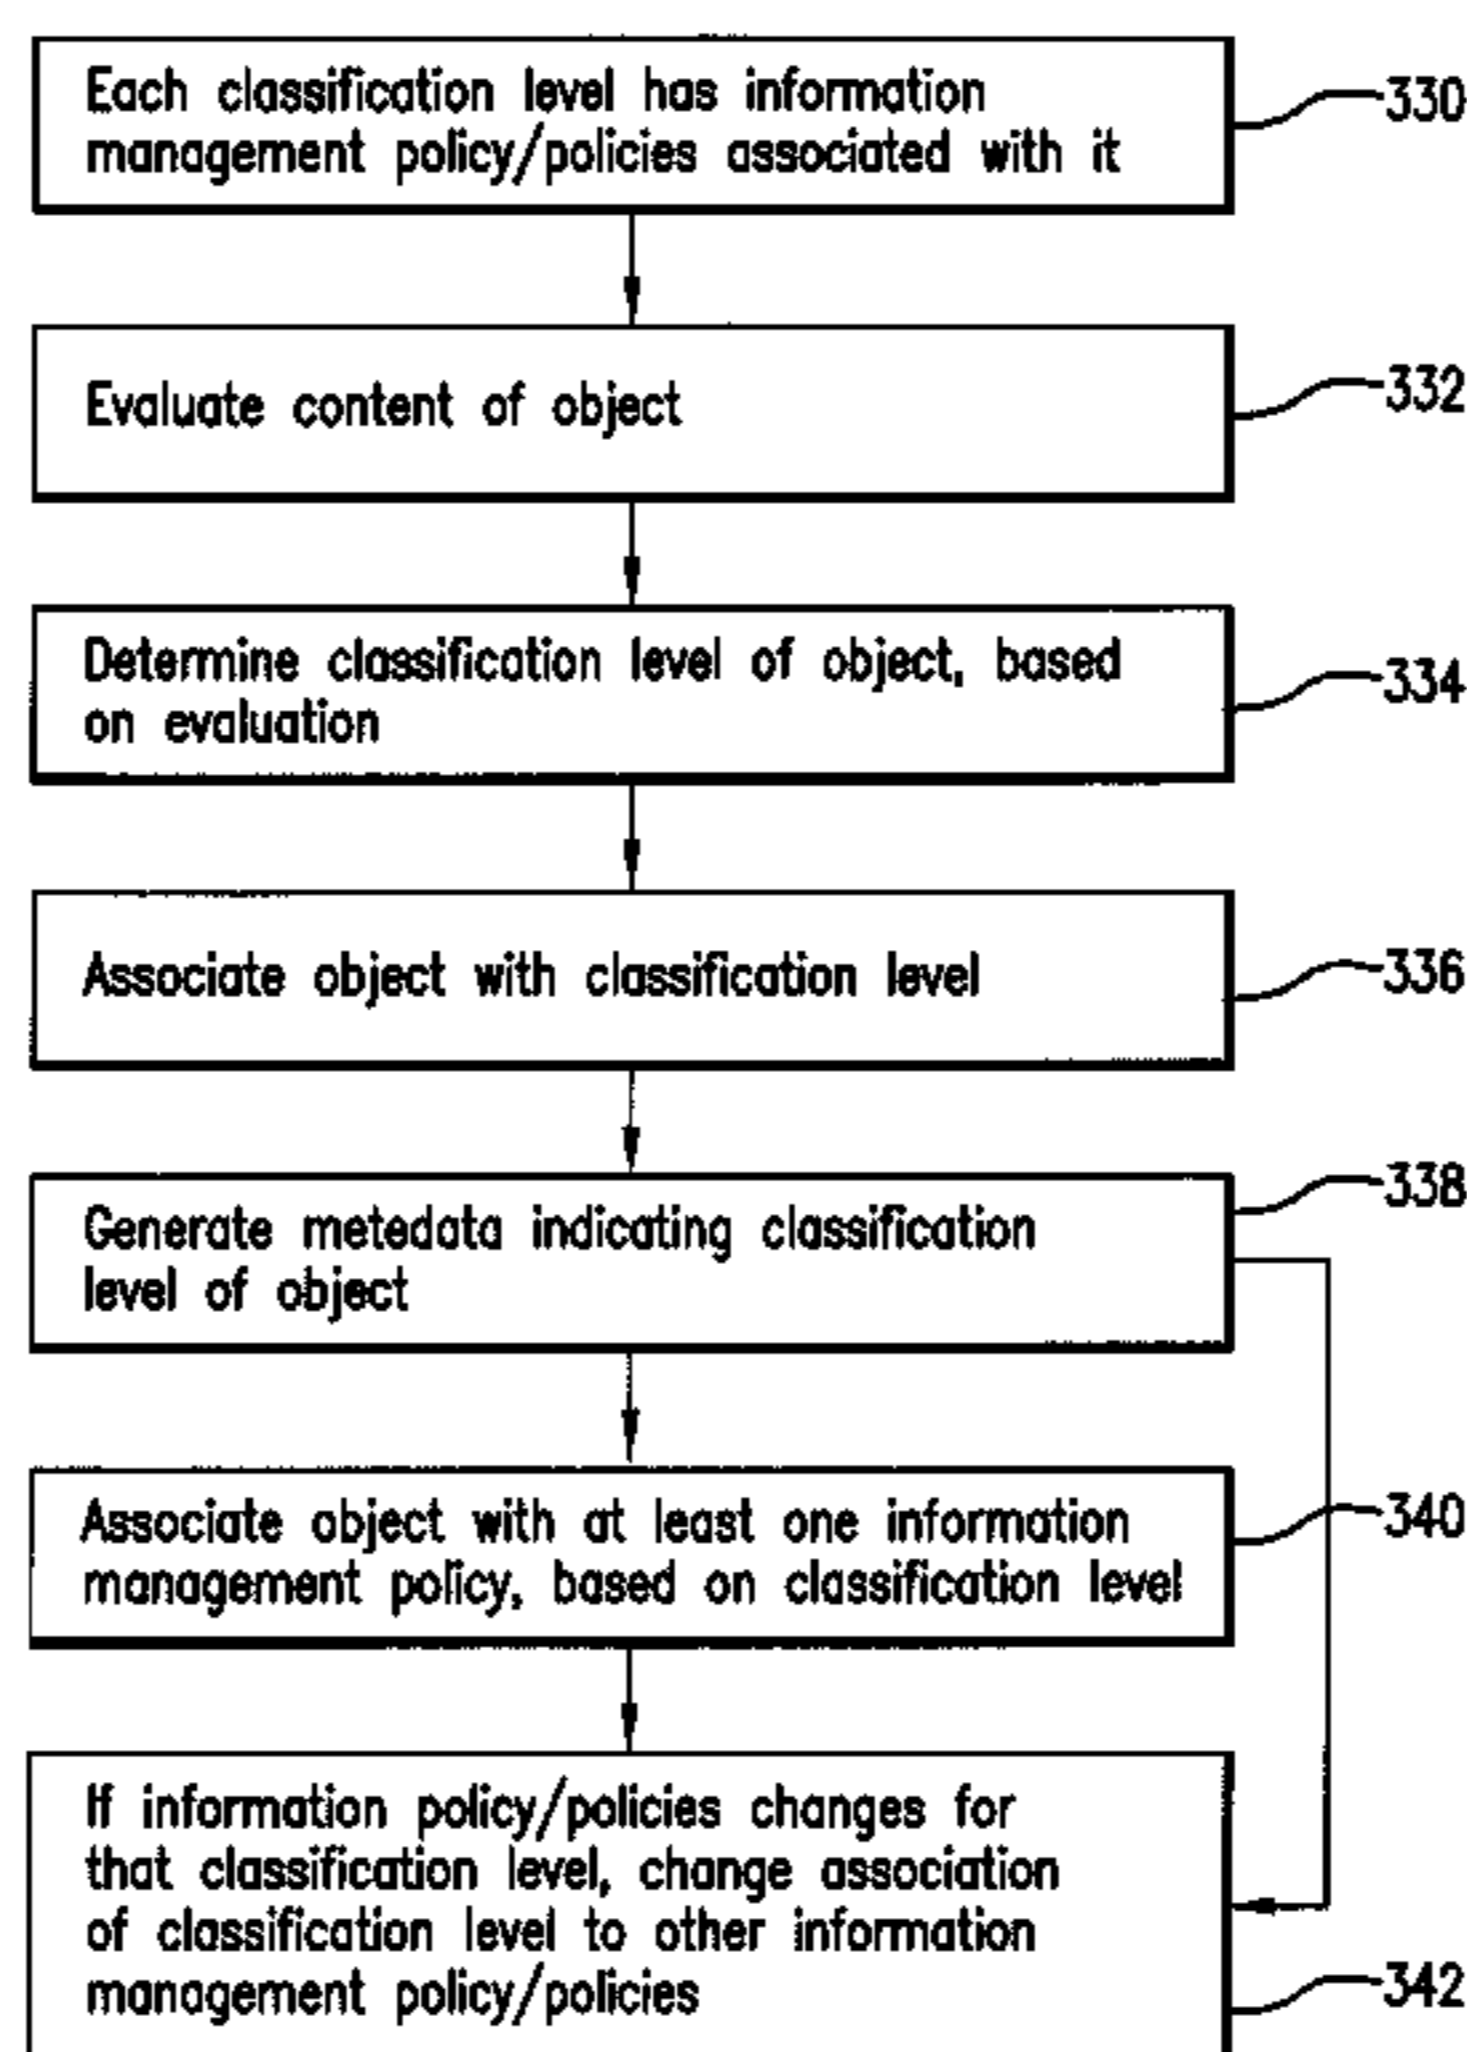 Each classification level has information
management policy/policies associated with it
330
Evaluate content of object
332
Determine classification level of object, based
on evaluation
334
Associate object with classification level
336
Generate metedata indicating classification
level of object
338
Associate object with at least one information
management policy, based on classification level
340
If information policy/policies changes for
that classification level, change association
of classification level to other information
management policy/policies
342